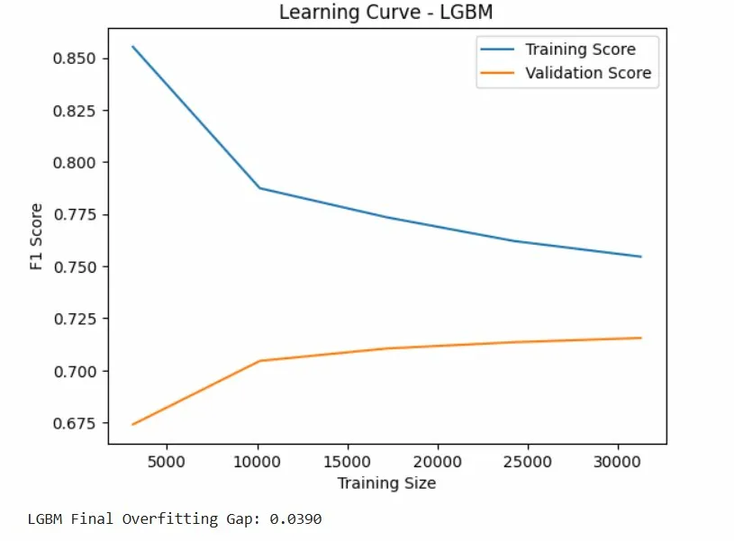 Learning Curve - LGBM
Training Score
Validation Score
F1 Score
0.850
0.825
0.800
0.775
0.750
0.725
0.700
0.675
5000 10000 15000 20000 25000 30000
Training Size
LGBM Final Overfitting Gap: 0.0390